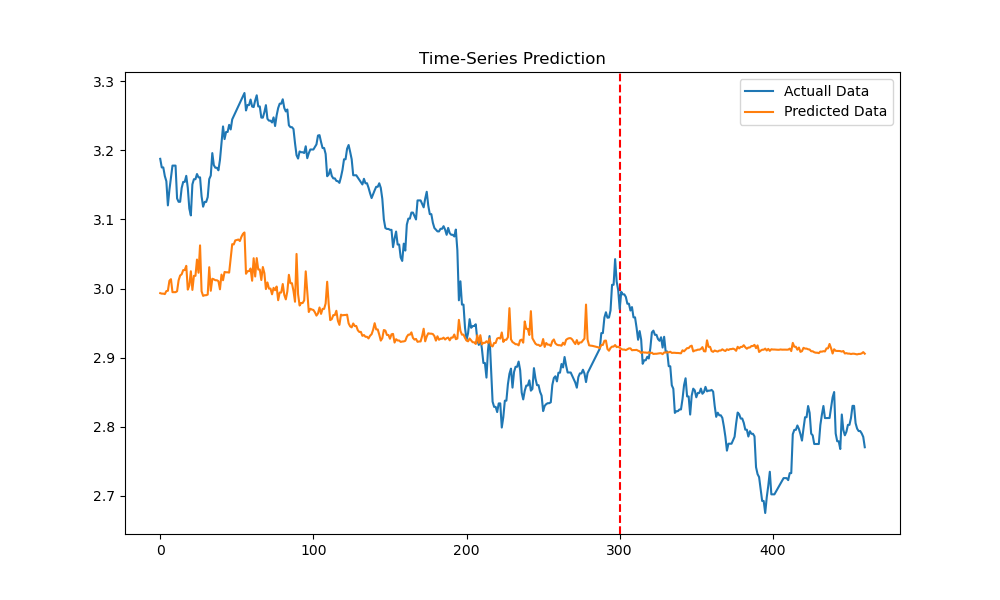 Time-Series Prediction
Actuall Data
Predicted Data
3.3
3.2
3.1
3.0
2.9
2.8
2.7
0 100 200 300 400